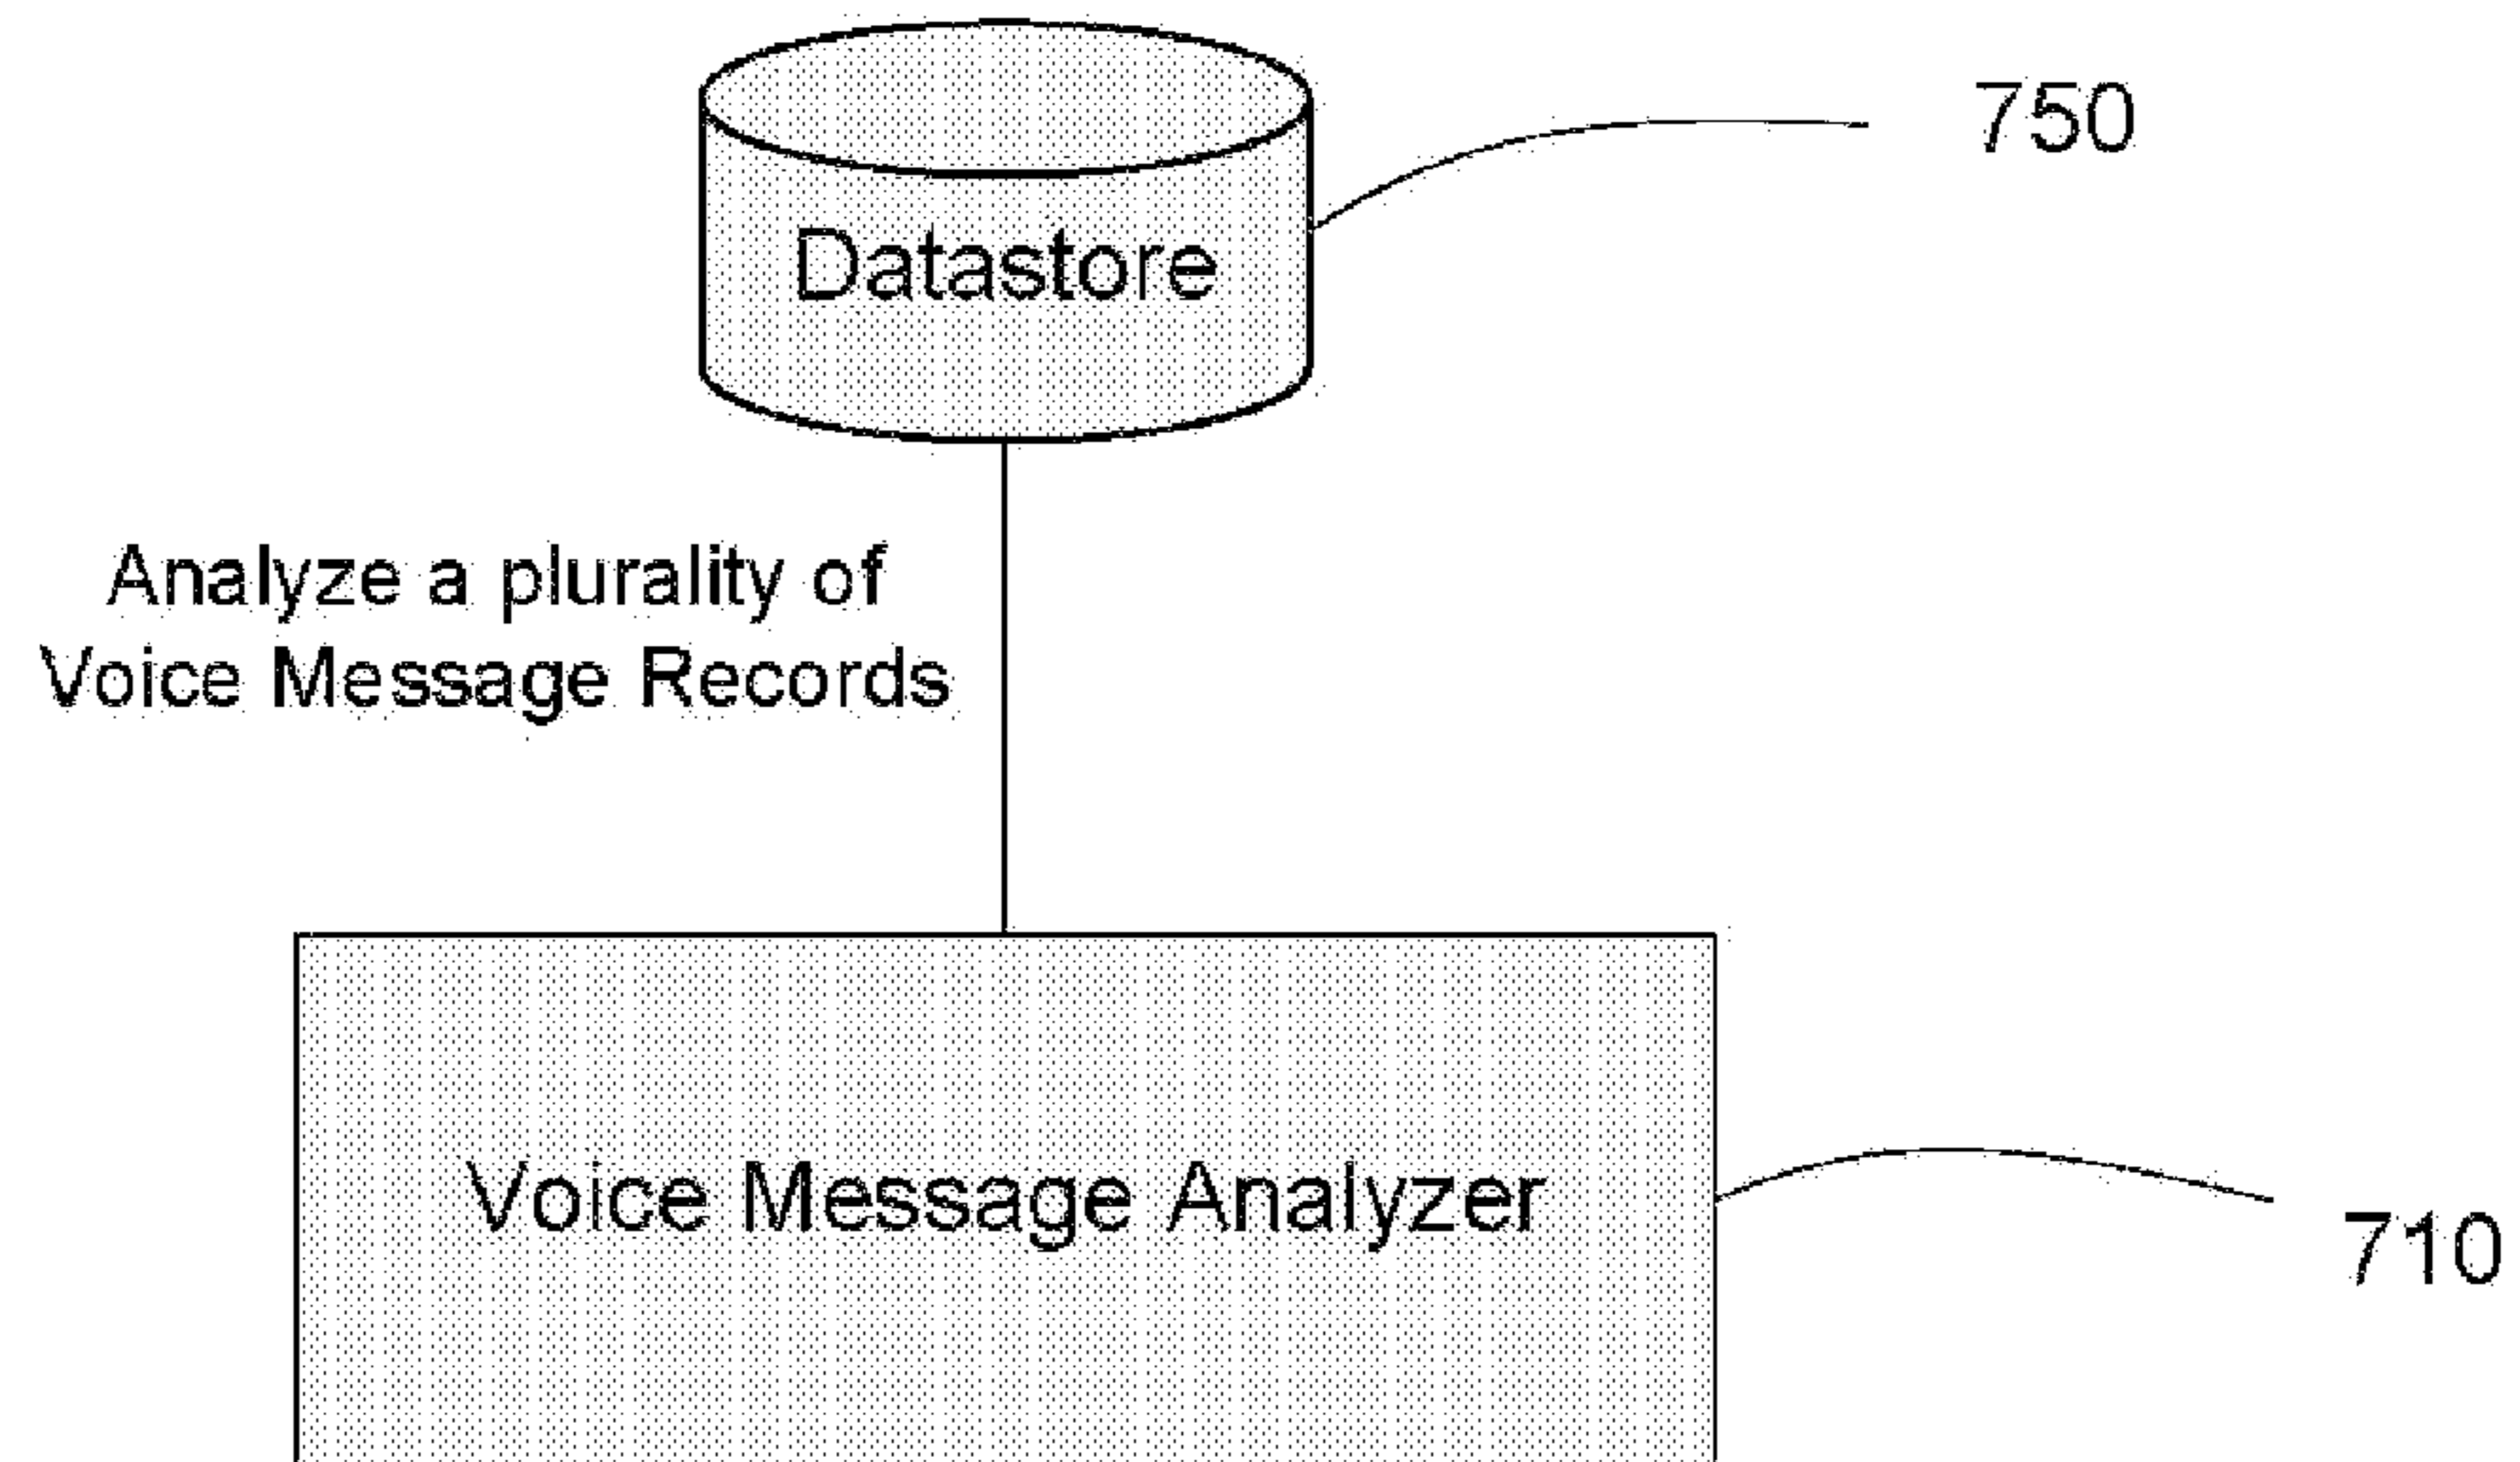 750
Datastore
Analyze a plurality of
Voice Message Records
Voice Message Analyzer
710